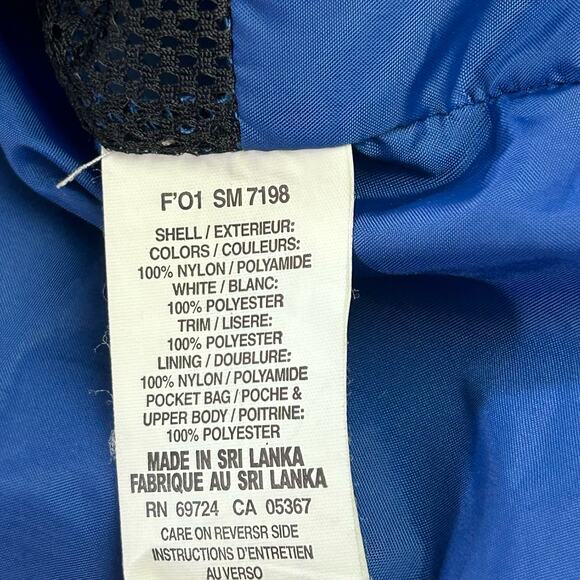 F'01 SM 7198
SHELL / EXTERIEUR:
COLORS / COULEURS:
100% NYLON / POLYAMIDE
WHITE / BLANC:
100% POLYESTER
TRIM / LISERE:
100% POLYESTER
LINING / DOUBLURE:
100% NYLON / POLYAMIDE
POCKET BAG / POCHE &
UPPER BODY / POITRINE:
100% POLYESTER
MADE IN SRI LANKA
FABRIQUE AU SRI LANKA
RN 69724 CA 05367
CARE ON REVERSR SIDE
INSTRUCTIONS D'ENTRETIEN
AU VERSO